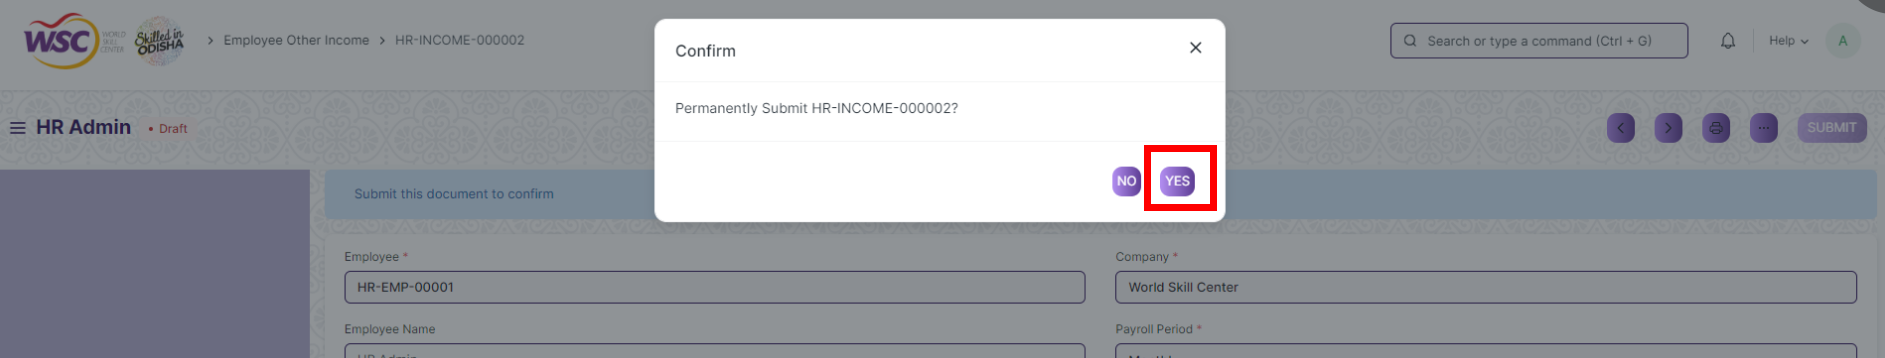 WSC WORLD SKILL CENTER
Skilled in ODISHA
> Employee Other Income > HR-INCOME-000002
Search or type a command (Ctrl + G)
Help
A
Confirm
Permanently Submit HR-INCOME-000002?
NO YES
HR Admin • Draft
SUBMIT
Submit this document to confirm
Employee *
HR-EMP-00001
Company *
World Skill Center
Employee Name
HR Admin
Payroll Period *